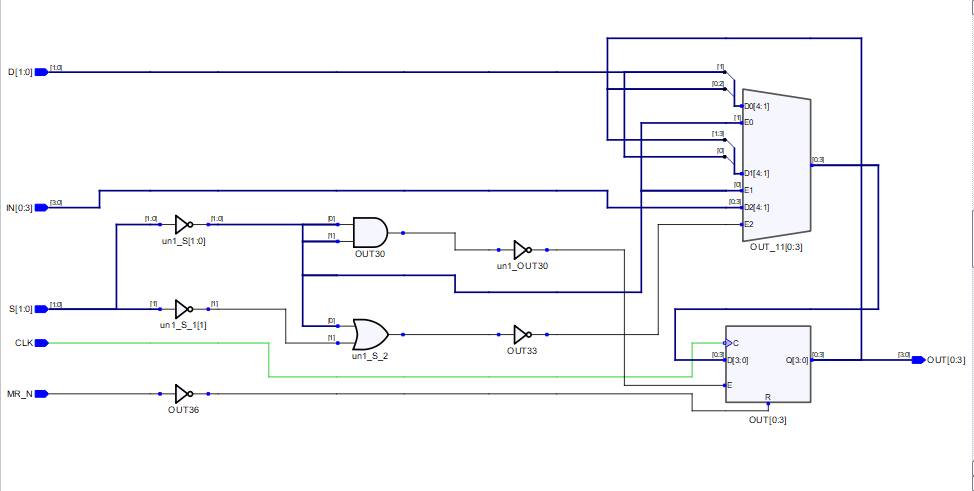 D[1:0]
[1:0]
[1]
[0:2]
D0[4:1]
[1]
E0
[1:3]
[0]
D1[4:1]
[0:3]
[0]
E1
IN[0:3]
[3:0]
[0:3]
D2[4:1]
[1:0]
[1:0]
[0]
E2
un1_S[1:0]
[1]
OUT30
un1_OUT30
OUT_11[0:3]
S[1:0]
[1:0]
[1]
[1]
un1_S_1[1]
[0]
[1]
un1_S_2
OUT33
CLK
C
[0:3]
D[3:0]
Q[3:0]
[0:3]
[3:0]
OUT[0:3]
E
MR_N
R
OUT36
OUT[0:3]